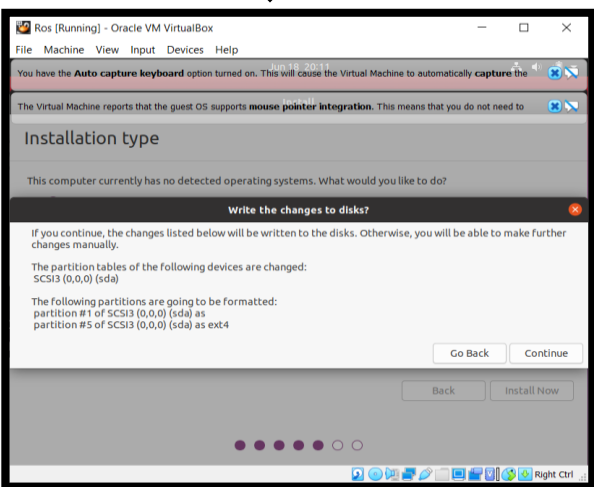 Ros [Running] - Oracle VM VirtualBox
File Machine View Input Devices Help
Jun 18 20:11
You have the Auto capture keyboard option turned on. This will cause the Virtual Machine to automatically capture the
Install
The Virtual Machine reports that the guest OS supports mouse pointer integration. This means that you do not need to
Installation type
This computer currently has no detected operating systems. What would you like to do?
Write the changes to disks?
If you continue, the changes listed below will be written to the disks. Otherwise, you will be able to make further
changes manually.
The partition tables of the following devices are changed:
SCSI3 (0,0,0) (sda)
The following partitions are going to be formatted:
partition #1 of SCSI3 (0,0,0) (sda) as
partition #5 of SCSI3 (0,0,0) (sda) as ext4
Go Back Continue
Back Install Now
Right Ctrl